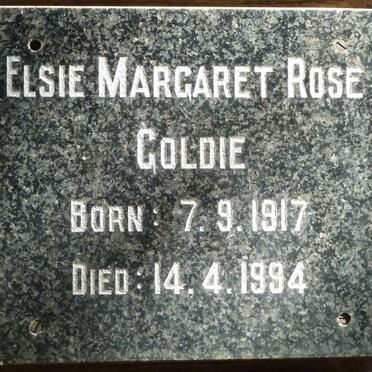 ELSIE MARGARET ROSE
GOLDIE
BORN: 7.9.1917
DIED: 14.4.1994